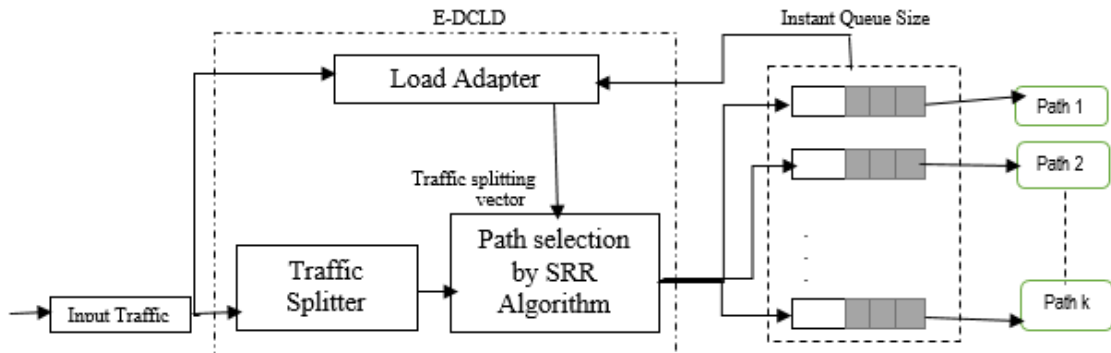 E-DCLD
Instant Queue Size
Load Adapter
Path 1
Path 2
Traffic splitting
vector
Path selection
by SRR
Algorithm
Traffic
Splitter
Input Traffic
Path k